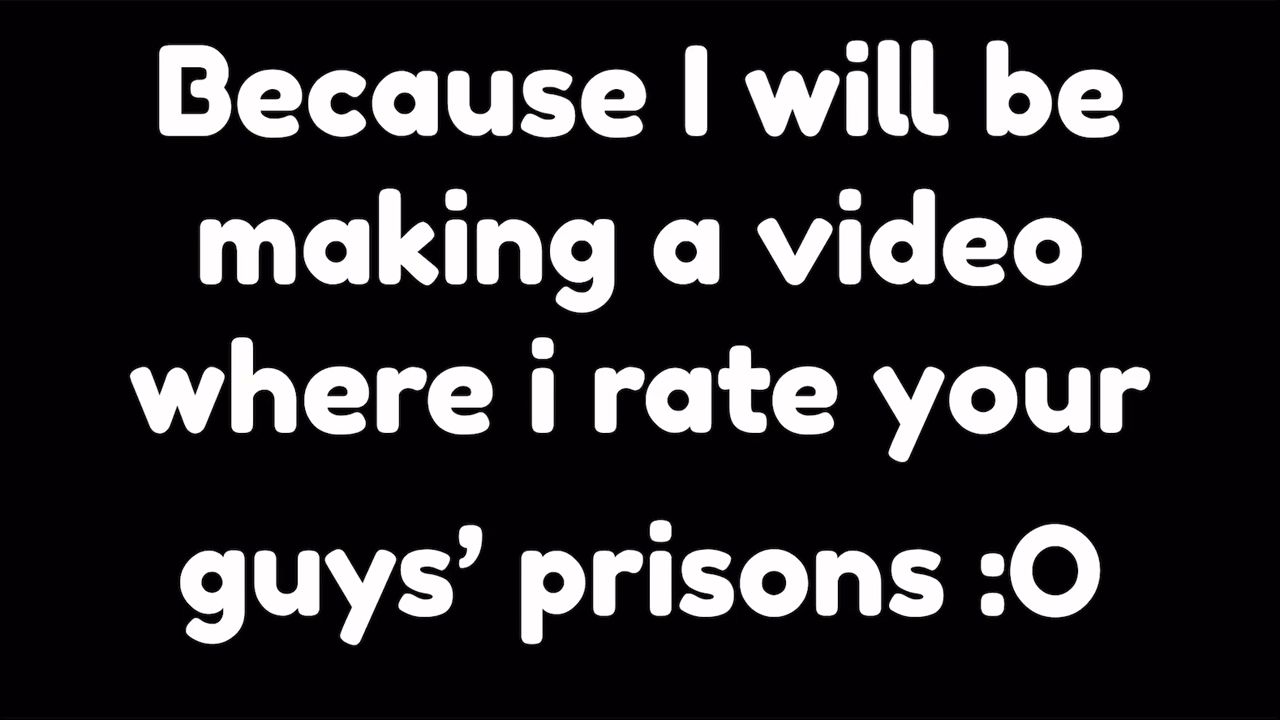 Because I will be
making a video
where i rate your
guys’ prisons :O